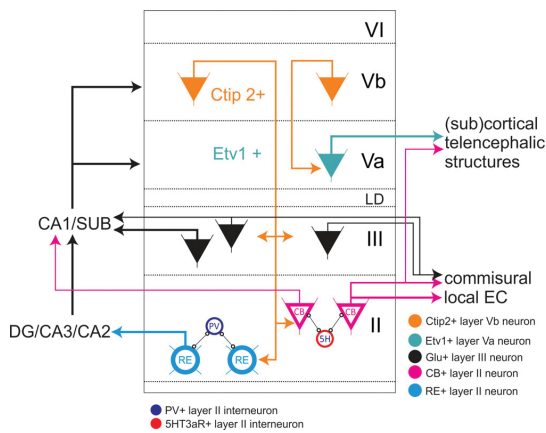 VI
Vb
Ctip 2+
Etv1 +
Va
(sub)cortical
telencephalic
structures
LD
CA1/SUB
III
commisural
local EC
CB
CB
II
5H
PV
DG/CA3/CA2
RE
RE
Ctip2+ layer Vb neuron
Etv1+ layer Va neuron
Glu+ layer III neuron
CB+ layer II neuron
RE+ layer II neuron
PV+ layer II interneuron
5HT3aR+ layer II interneuron